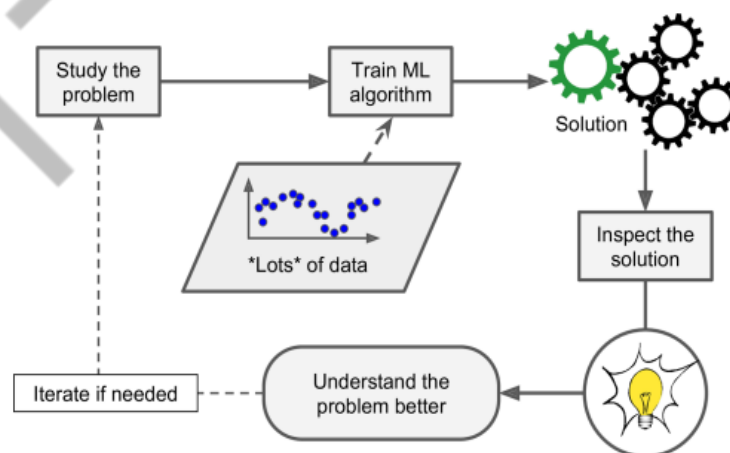 Study the
problem
Train ML
algorithm
Solution
*Lots* of data
Inspect the
solution
Understand the
problem better
Iterate if needed